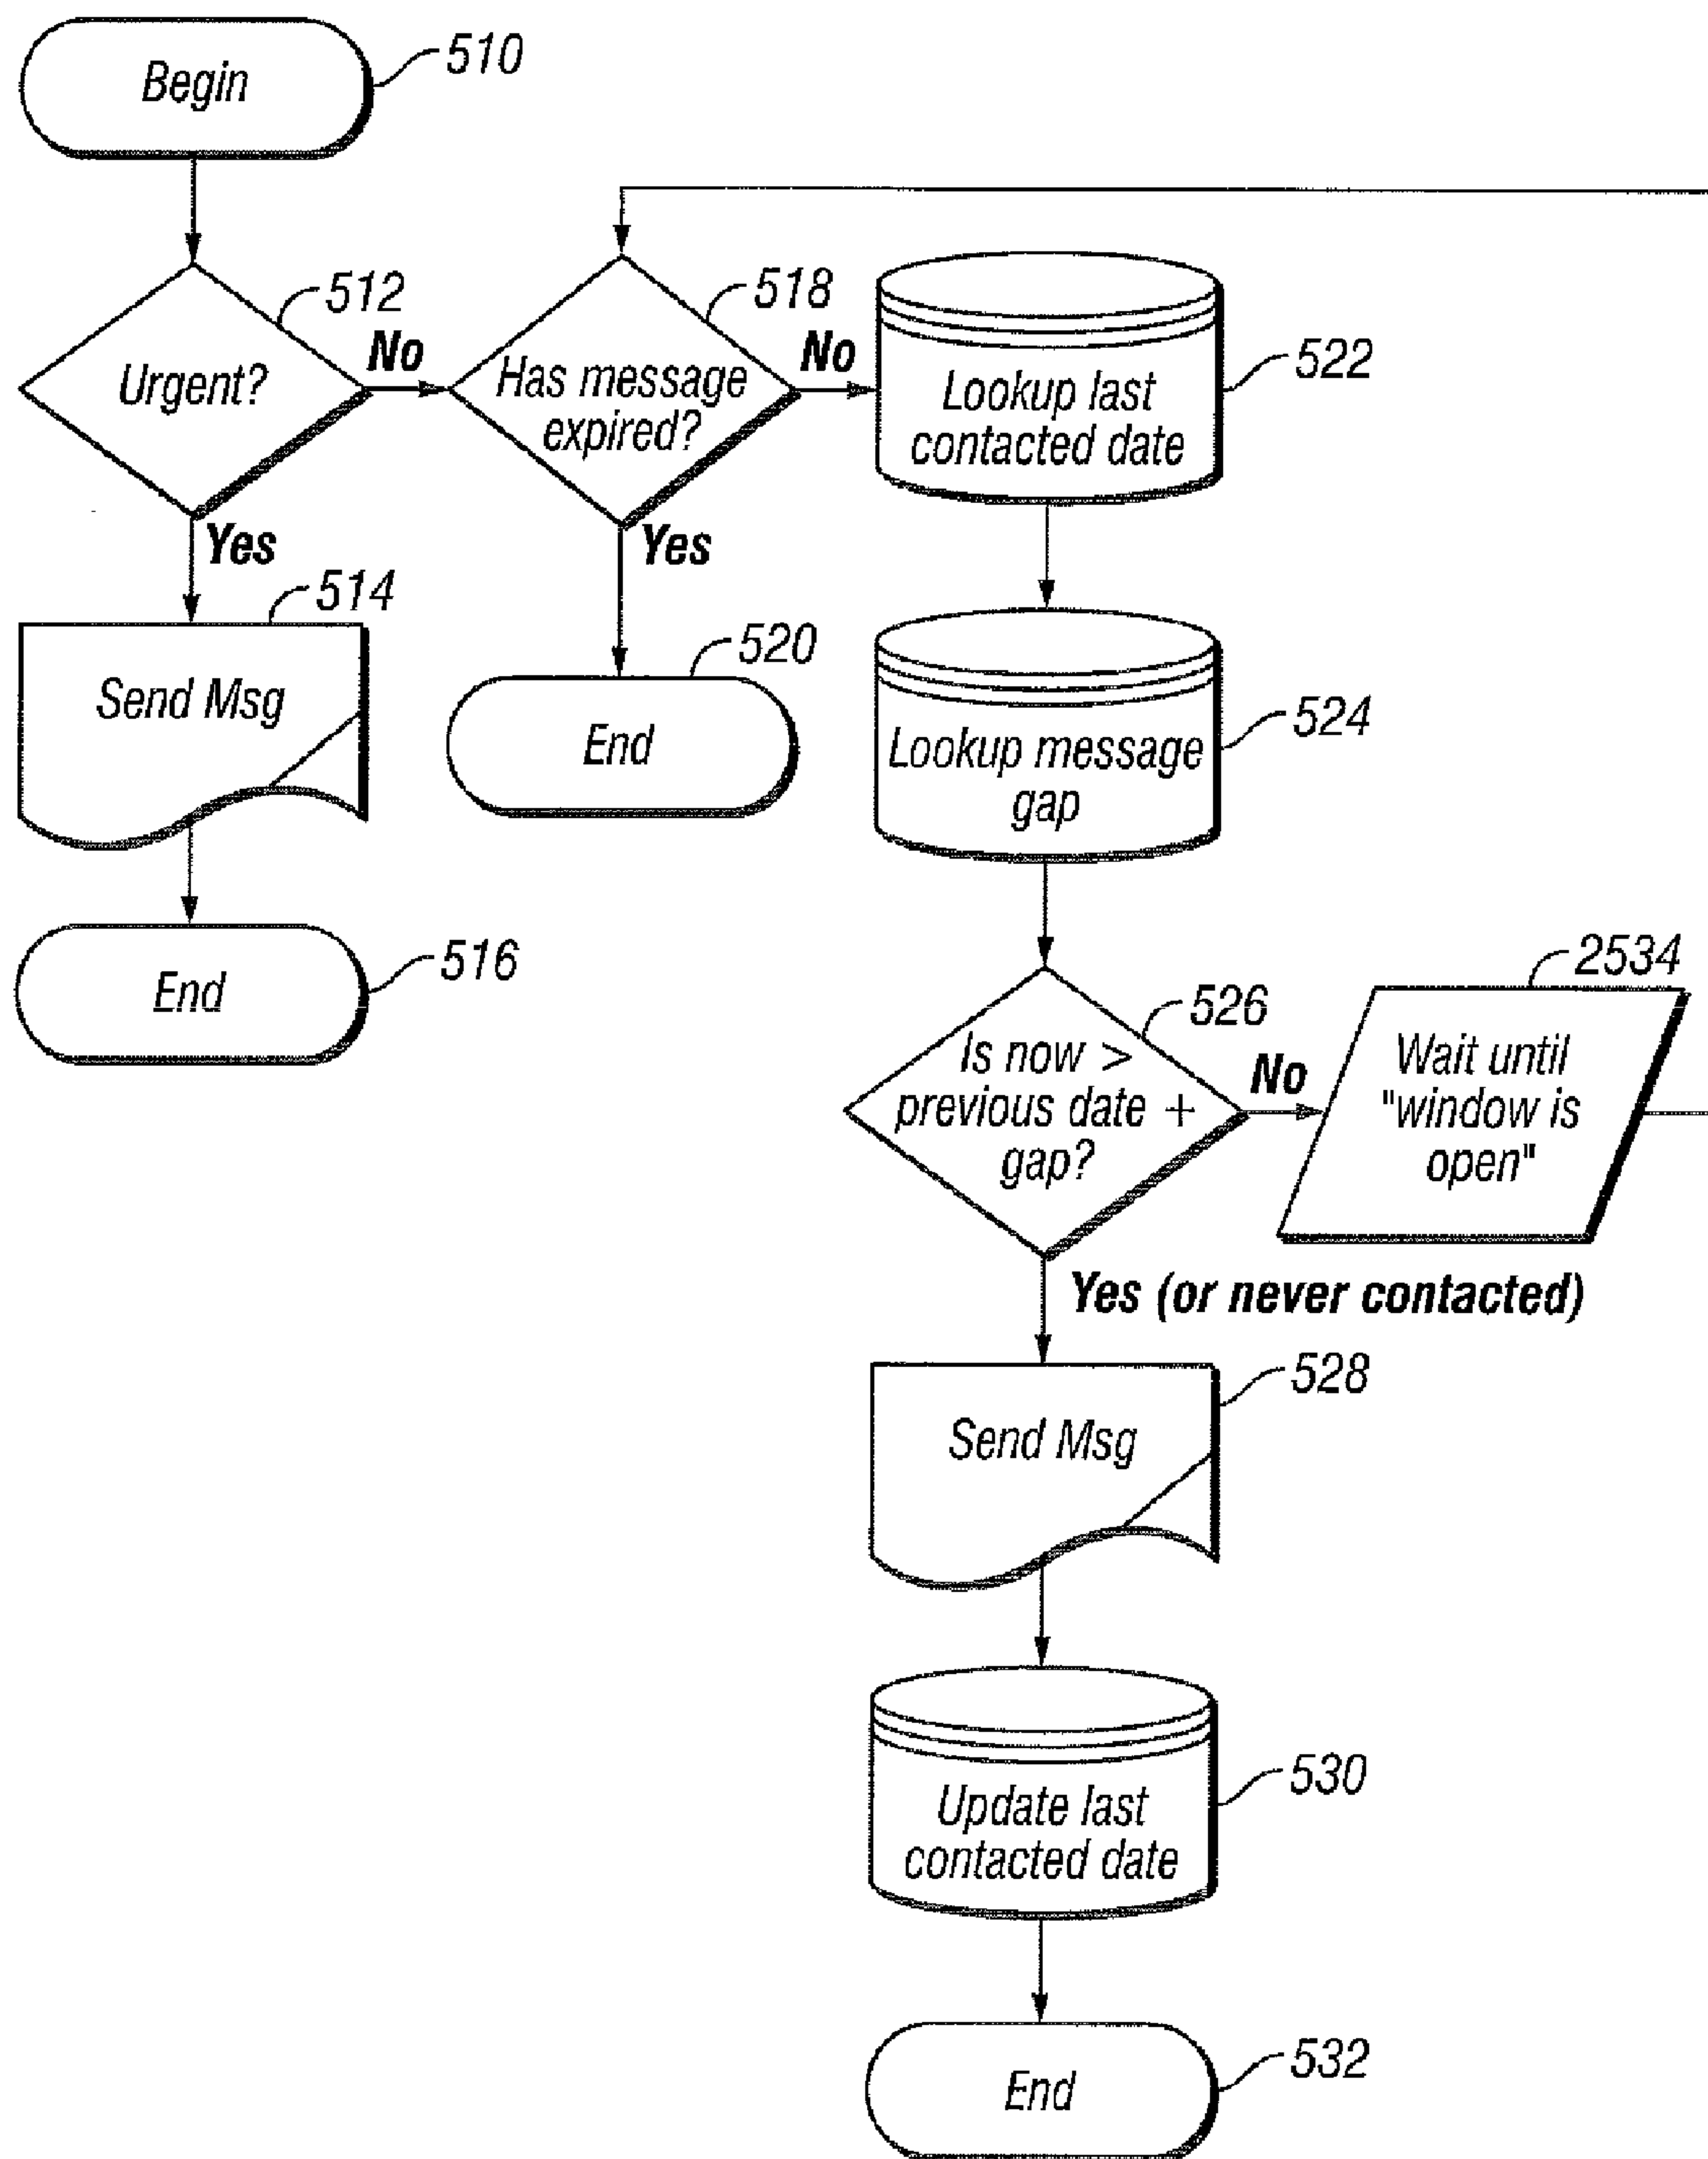 Begin
510
Urgent?
512
No
Yes
Send Msg
514
End
516
Has message
expired?
518
No
Yes
End
520
Lookup last
contacted date
522
Lookup message
gap
524
Is now >
previous date +
gap?
526
No
Wait until
"window is
open"
2534
Yes (or never contacted)
Send Msg
528
Update last
contacted date
530
End
532